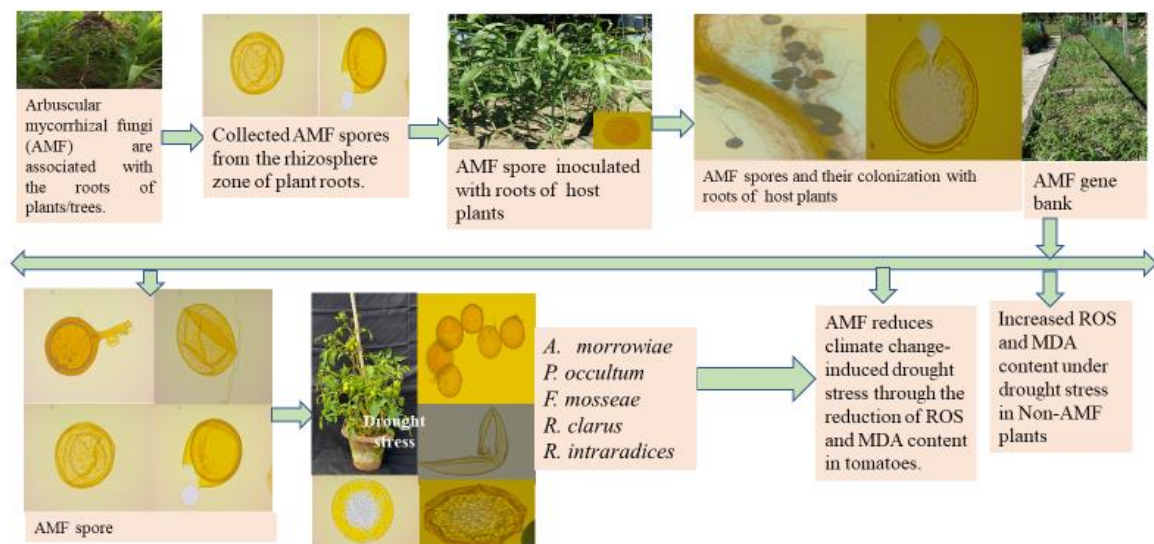 Arbuscular
mycorrhizal fungi
(AMF) are
associated with
the roots of
plants/trees.
Collected AMF spores
from the rhizosphere
zone of plant roots.
AMF spore inoculated
with roots of host
plants
AMF spores and their colonization with
roots of host plants
AMF gene
bank
AMF spore
Drought
stress
A. morrowiae
P. occultum
F. mosseae
R. clarus
R. intraradices
AMF reduces
climate change-
induced drought
stress through the
reduction of ROS
and MDA content
in tomatoes.
Increased ROS
and MDA
content under
drought stress
in Non-AMF
plants